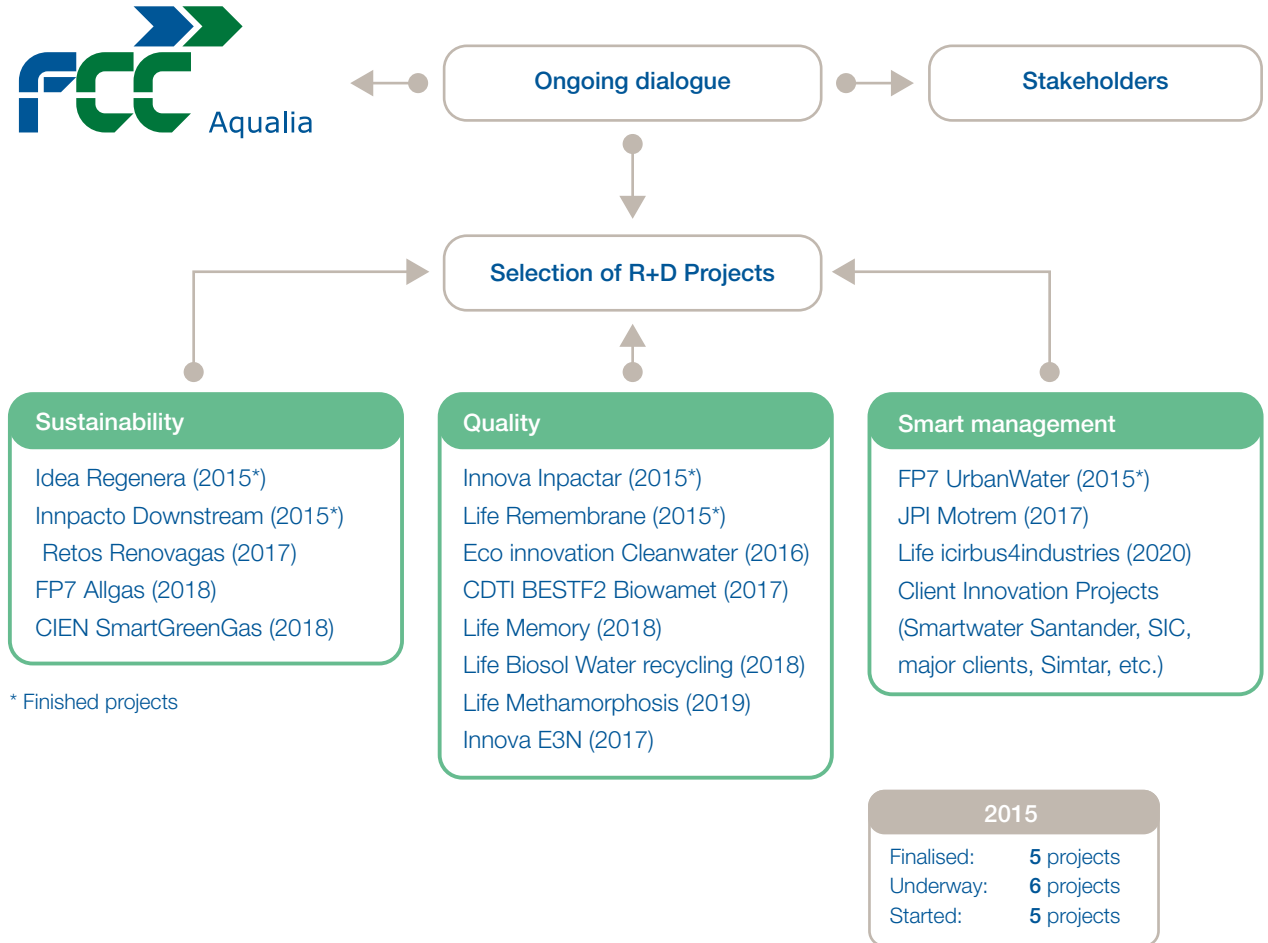 FCC
Aqualia
Ongoing dialogue
Stakeholders
Selection of R+D Projects
Sustainability
Idea Regenera (2015*)
Innpacto Downstream (2015*)
Retos Renovagas (2017)
FP7 Allgas (2018)
CIEN SmartGreenGas (2018)
* Finished projects
Quality
Innova Inpactar (2015*)
Life Remembrane (2015*)
Eco innovation Cleanwater (2016)
CDTI BESTF2 Biowamet (2017)
Life Memory (2018)
Life Biosol Water recycling (2018)
Life Methamorphosis (2019)
Innova E3N (2017)
Smart management
FP7 UrbanWater (2015*)
JPI Motrem (2017)
Life icirbus4industries (2020)
Client Innovation Projects
(Smartwater Santander, SIC,
major clients, Simtar, etc.)
2015
Finalised: 5 projects
Underway: 6 projects
Started: 5 projects